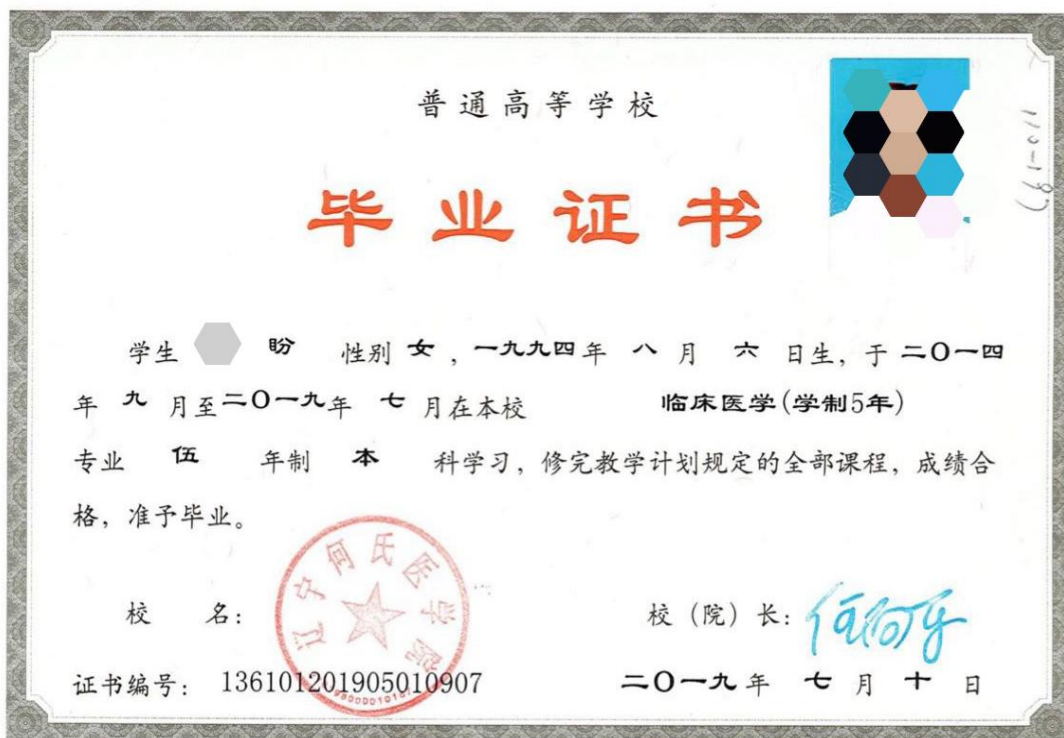 普通高等学校
毕业证书
学生 盼 性别 女，一九九四年 八 月 六 日生，于 二〇一四
年 九 月至二〇一九年 七 月在本校 临床医学(学制5年)
专业 伍 年制 本 科学习，修完教学计划规定的全部课程，成绩合
格，准予毕业。
辽宁何氏医学院
校 名： 校（院）长：
证书编号： 136101201905010907 二〇一九年 七 月 十 日